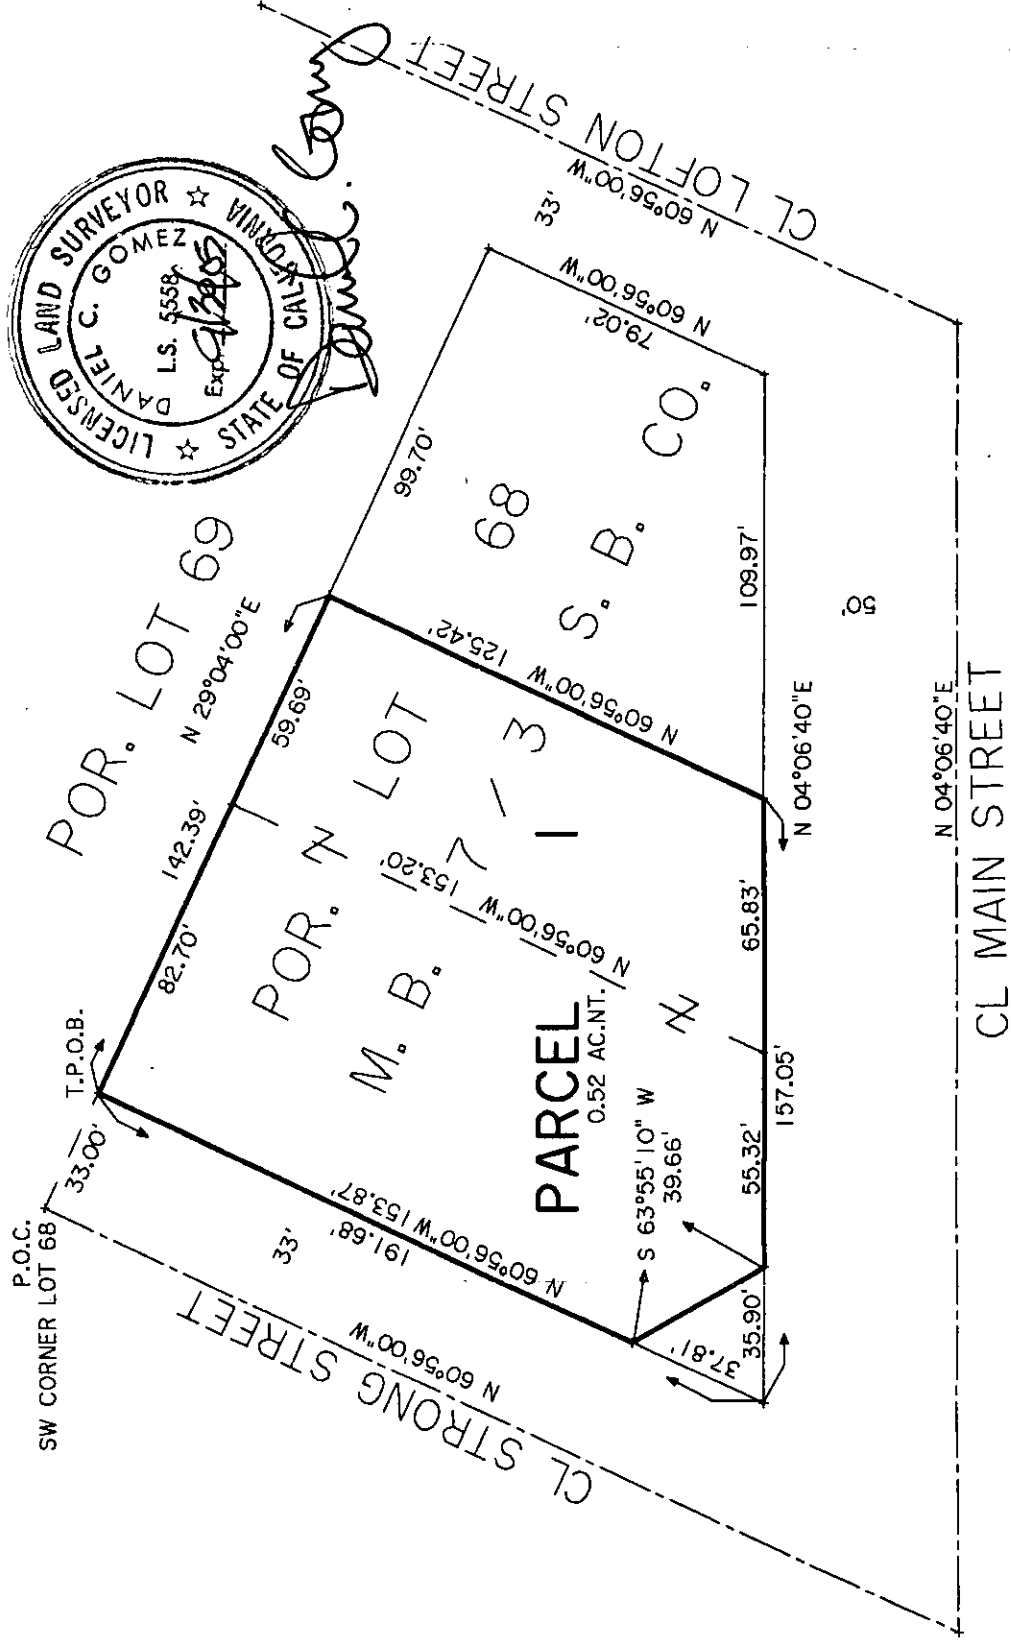 P.O.C.
SW CORNER LOT 68
33.00'
T.P.O.B.
POR. LOT 69
N 29°04'00"E
82.70'
142.39'
59.69'
99.70'
LICENSED LAND SURVEYOR
DANIEL C. GOMEZ
L.S. 5558
Exp. 9/30/05
STATE OF CALIFORNIA
CL LOFTON STREET
N 60°56'00"W
33'
N 60°56'00"W
79.02'
POR. LOT 68
M. B. 7 / 3 S. B. CO.
N 60°56'00"W 125.42'
N 60°56'00"W 153.20'
PARCEL 1
0.52 AC.NT.
N 60°56'00"W 153.87'
191.68'
33'
N 60°56'00"W
CL STRONG STREET
S 63°55'10" W
39.66'
37.81'
35.90'
55.32'
65.83'
109.97'
157.05'
N 04°06'40"E
50'
N 04°06'40"E
CL MAIN STREET